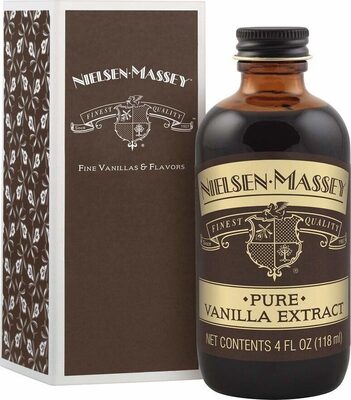 NIELSEN·MASSEY
FINEST QUALITY
FINE VANILLAS & FLAVORS
NIELSEN·MASSEY
FINEST QUALITY
·PURE·
VANILLA EXTRACT
NET CONTENTS 4 FL OZ (118 ml)